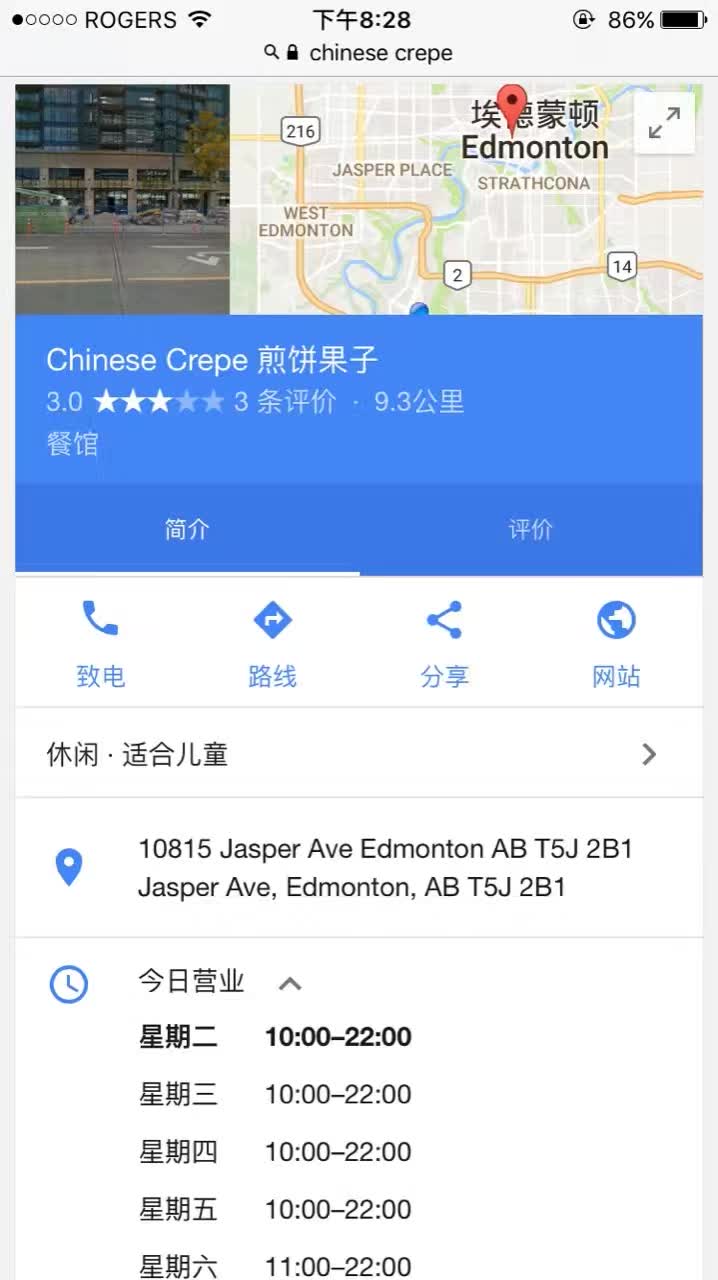 ROGERS 下午8:28 86%
chinese crepe
216
埃德蒙顿
Edmonton
JASPER PLACE
STRATHCONA
WEST
EDMONTON
2
14
Chinese Crepe 煎饼果子
3.0 ★★★★★ 3 条评价 · 9.3公里
餐馆
简介 评价
致电 路线 分享 网站
休闲 · 适合儿童
10815 Jasper Ave Edmonton AB T5J 2B1
Jasper Ave, Edmonton, AB T5J 2B1
今日营业
星期二 10:00–22:00
星期三 10:00–22:00
星期四 10:00–22:00
星期五 10:00–22:00
星期六 11:00–22:00